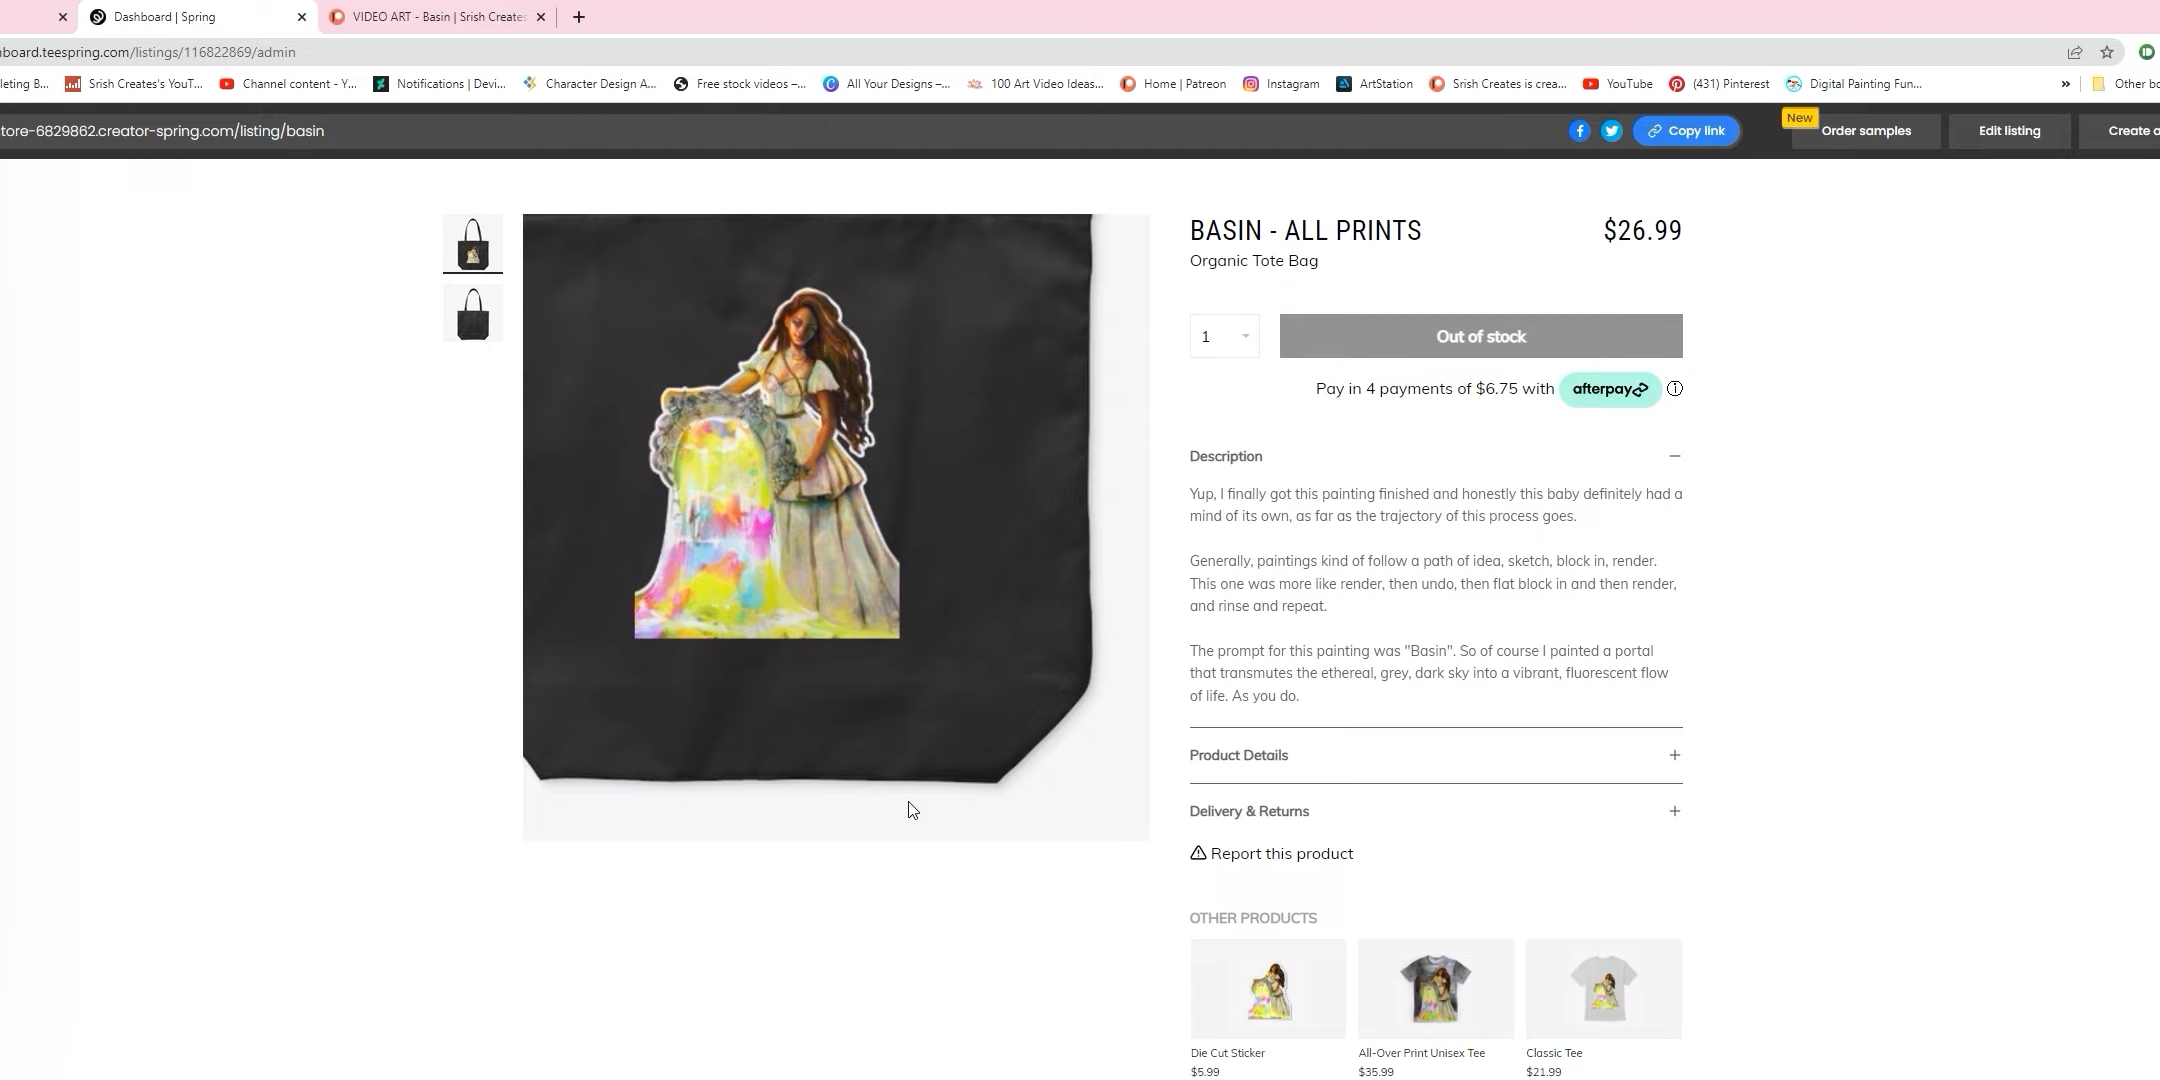 Dashboard | Spring
VIDEO ART - Basin | Srish Creates
board.teespring.com/listings/116822869/admin
leting B...
Srish Creates's YouT...
Channel content - Y...
Notifications | Devi...
Character Design A...
Free stock videos –...
All Your Designs –...
100 Art Video Ideas...
Home | Patreon
Instagram
ArtStation
Srish Creates is crea...
YouTube
(431) Pinterest
Digital Painting Fun...
» Other bo
tore-6829862.creator-spring.com/listing/basin
Copy link
New
Order samples
Edit listing
Create a
BASIN - ALL PRINTS
$26.99
Organic Tote Bag
1
Out of stock
Pay in 4 payments of $6.75 with afterpay
Description
Yup, I finally got this painting finished and honestly this baby definitely had a
mind of its own, as far as the trajectory of this process goes.
Generally, paintings kind of follow a path of idea, sketch, block in, render.
This one was more like render, then undo, then flat block in and then render,
and rinse and repeat.
The prompt for this painting was "Basin". So of course I painted a portal
that transmutes the ethereal, grey, dark sky into a vibrant, fluorescent flow
of life. As you do.
Product Details
Delivery & Returns
Report this product
OTHER PRODUCTS
Die Cut Sticker
$5.99
All-Over Print Unisex Tee
$35.99
Classic Tee
$21.99